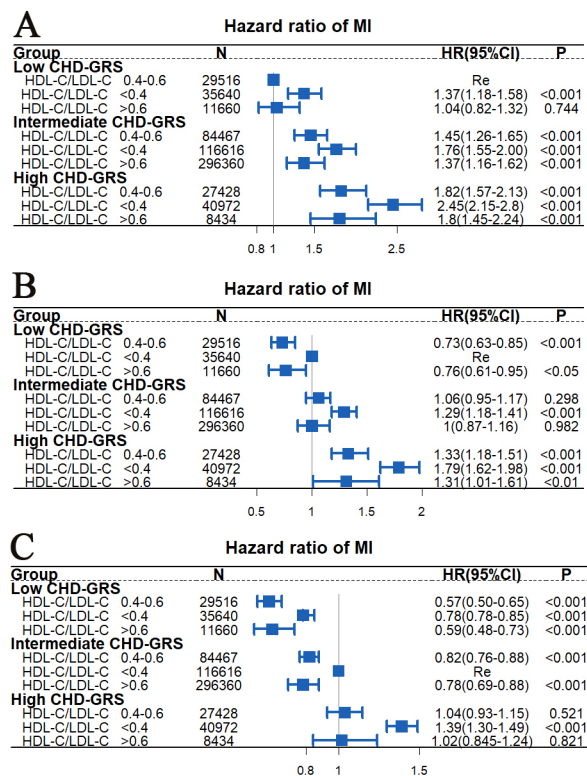 A
Hazard ratio of MI
Group N HR(95%CI) P
Low CHD-GRS
HDL-C/LDL-C 0.4-0.6 29516 Re
HDL-C/LDL-C <0.4 35640 1.37(1.18-1.58) <0.001
HDL-C/LDL-C >0.6 11660 1.04(0.82-1.32) 0.744
Intermediate CHD-GRS
HDL-C/LDL-C 0.4-0.6 84467 1.45(1.26-1.65) <0.001
HDL-C/LDL-C <0.4 116616 1.76(1.55-2.00) <0.001
HDL-C/LDL-C >0.6 296360 1.37(1.16-1.62) <0.001
High CHD-GRS
HDL-C/LDL-C 0.4-0.6 27428 1.82(1.57-2.13) <0.001
HDL-C/LDL-C <0.4 40972 2.45(2.15-2.8) <0.001
HDL-C/LDL-C >0.6 8434 1.8(1.45-2.24) <0.001
0.8 1 1.5 2.5
B
Hazard ratio of MI
Group N HR(95%CI) P
Low CHD-GRS
HDL-C/LDL-C 0.4-0.6 29516 0.73(0.63-0.85) <0.001
HDL-C/LDL-C <0.4 35640 Re
HDL-C/LDL-C >0.6 11660 0.76(0.61-0.95) <0.05
Intermediate CHD-GRS
HDL-C/LDL-C 0.4-0.6 84467 1.06(0.95-1.17) 0.298
HDL-C/LDL-C <0.4 116616 1.29(1.18-1.41) <0.001
HDL-C/LDL-C >0.6 296360 1(0.87-1.16) 0.982
High CHD-GRS
HDL-C/LDL-C 0.4-0.6 27428 1.33(1.18-1.51) <0.001
HDL-C/LDL-C <0.4 40972 1.79(1.62-1.98) <0.001
HDL-C/LDL-C >0.6 8434 1.31(1.01-1.61) <0.01
0.5 1 1.5 2
C
Hazard ratio of MI
Group N HR(95%CI) P
Low CHD-GRS
HDL-C/LDL-C 0.4-0.6 29516 0.57(0.50-0.65) <0.001
HDL-C/LDL-C <0.4 35640 0.78(0.78-0.85) <0.001
HDL-C/LDL-C >0.6 11660 0.59(0.48-0.73) <0.001
Intermediate CHD-GRS
HDL-C/LDL-C 0.4-0.6 84467 0.82(0.76-0.88) <0.001
HDL-C/LDL-C <0.4 116616 Re
HDL-C/LDL-C >0.6 296360 0.78(0.69-0.88) <0.001
High CHD-GRS
HDL-C/LDL-C 0.4-0.6 27428 1.04(0.93-1.15) 0.521
HDL-C/LDL-C <0.4 40972 1.39(1.30-1.49) <0.001
HDL-C/LDL-C >0.6 8434 1.02(0.845-1.24) 0.821
0.8 1 1.5